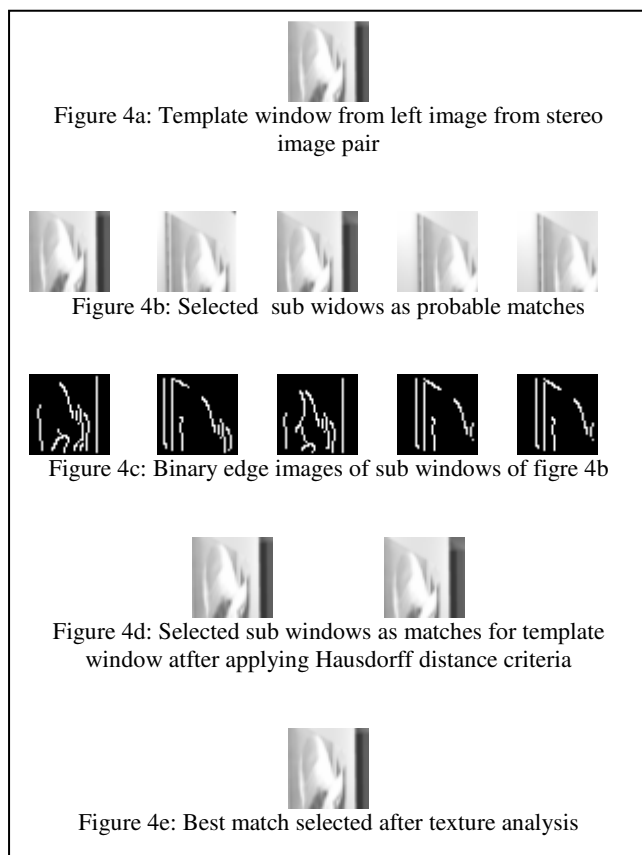 Figure 4a: Template window from left image from stereo
image pair
Figure 4b: Selected sub widows as probable matches
Figure 4c: Binary edge images of sub windows of figre 4b
Figure 4d: Selected sub windows as matches for template
window atfter applying Hausdorff distance criteria
Figure 4e: Best match selected after texture analysis